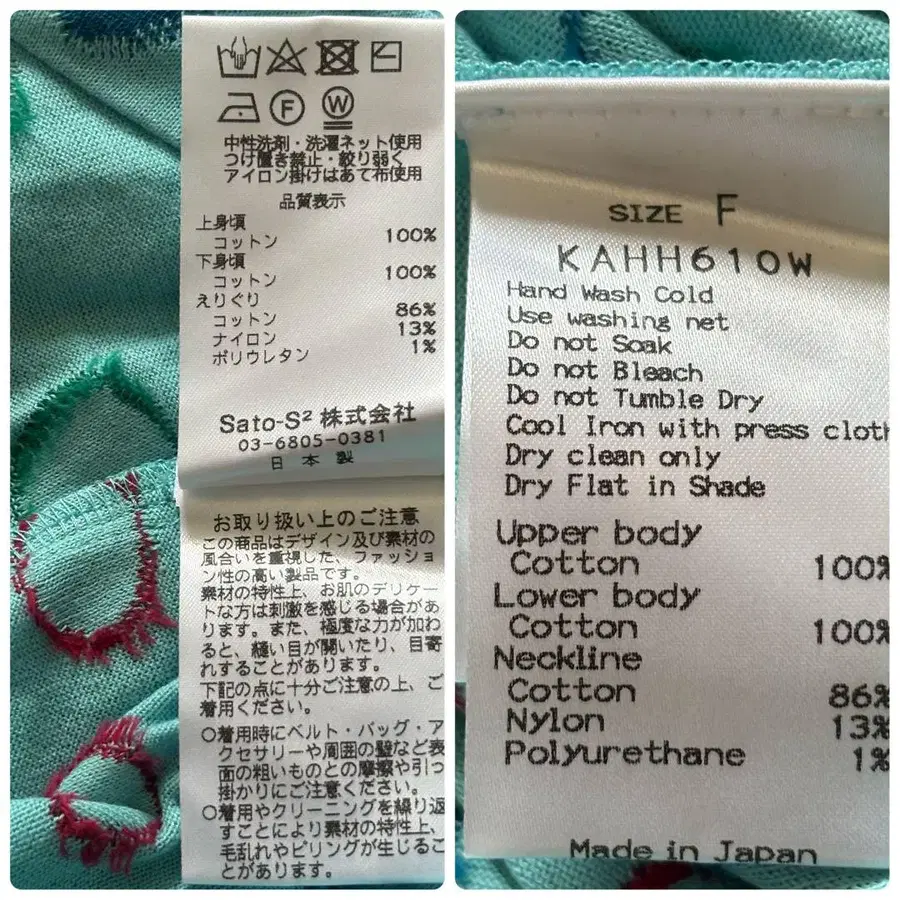 F
W
中性洗剤・洗濯ネット使用
つけ置き禁止・絞り弱く
アイロン掛けはあて布使用
品質表示
上身頃
コットン 100%
下身頃
コットン 100%
えりぐり
コットン 86%
ナイロン 13%
ポリウレタン 1%
Sato-S² 株式会社
03-6805-0381
日本製
お取り扱い上のご注意
この商品はデザイン及び素材の
風合いを重視した、ファッショ
ン性の高い製品です。
素材の特性上、お肌のデリケー
トな方は刺激を感じる場合があ
ります。また、極度な力が加わ
ると、縫い目が開いたり、目寄
れすることがあります。
下記の点に十分ご注意の上、ご
着用ください。
○着用時にベルト・バッグ・ア
クセサリーや周囲の壁など表
面の粗いものとの摩擦や引っ
掛かりにご注意ください。
○着用やクリーニングを繰り返
すことにより素材の特性上、
毛乱れやピリングが生じるこ
とがあります。
SIZE F
KAHH610W
Hand Wash Cold
Use washing net
Do not Soak
Do not Bleach
Do not Tumble Dry
Cool Iron with press cloth
Dry clean only
Dry Flat in Shade
Upper body
Cotton 100%
Lower body
Cotton 100%
Neckline
Cotton 86%
Nylon 13%
Polyurethane 1%
Made in Japan